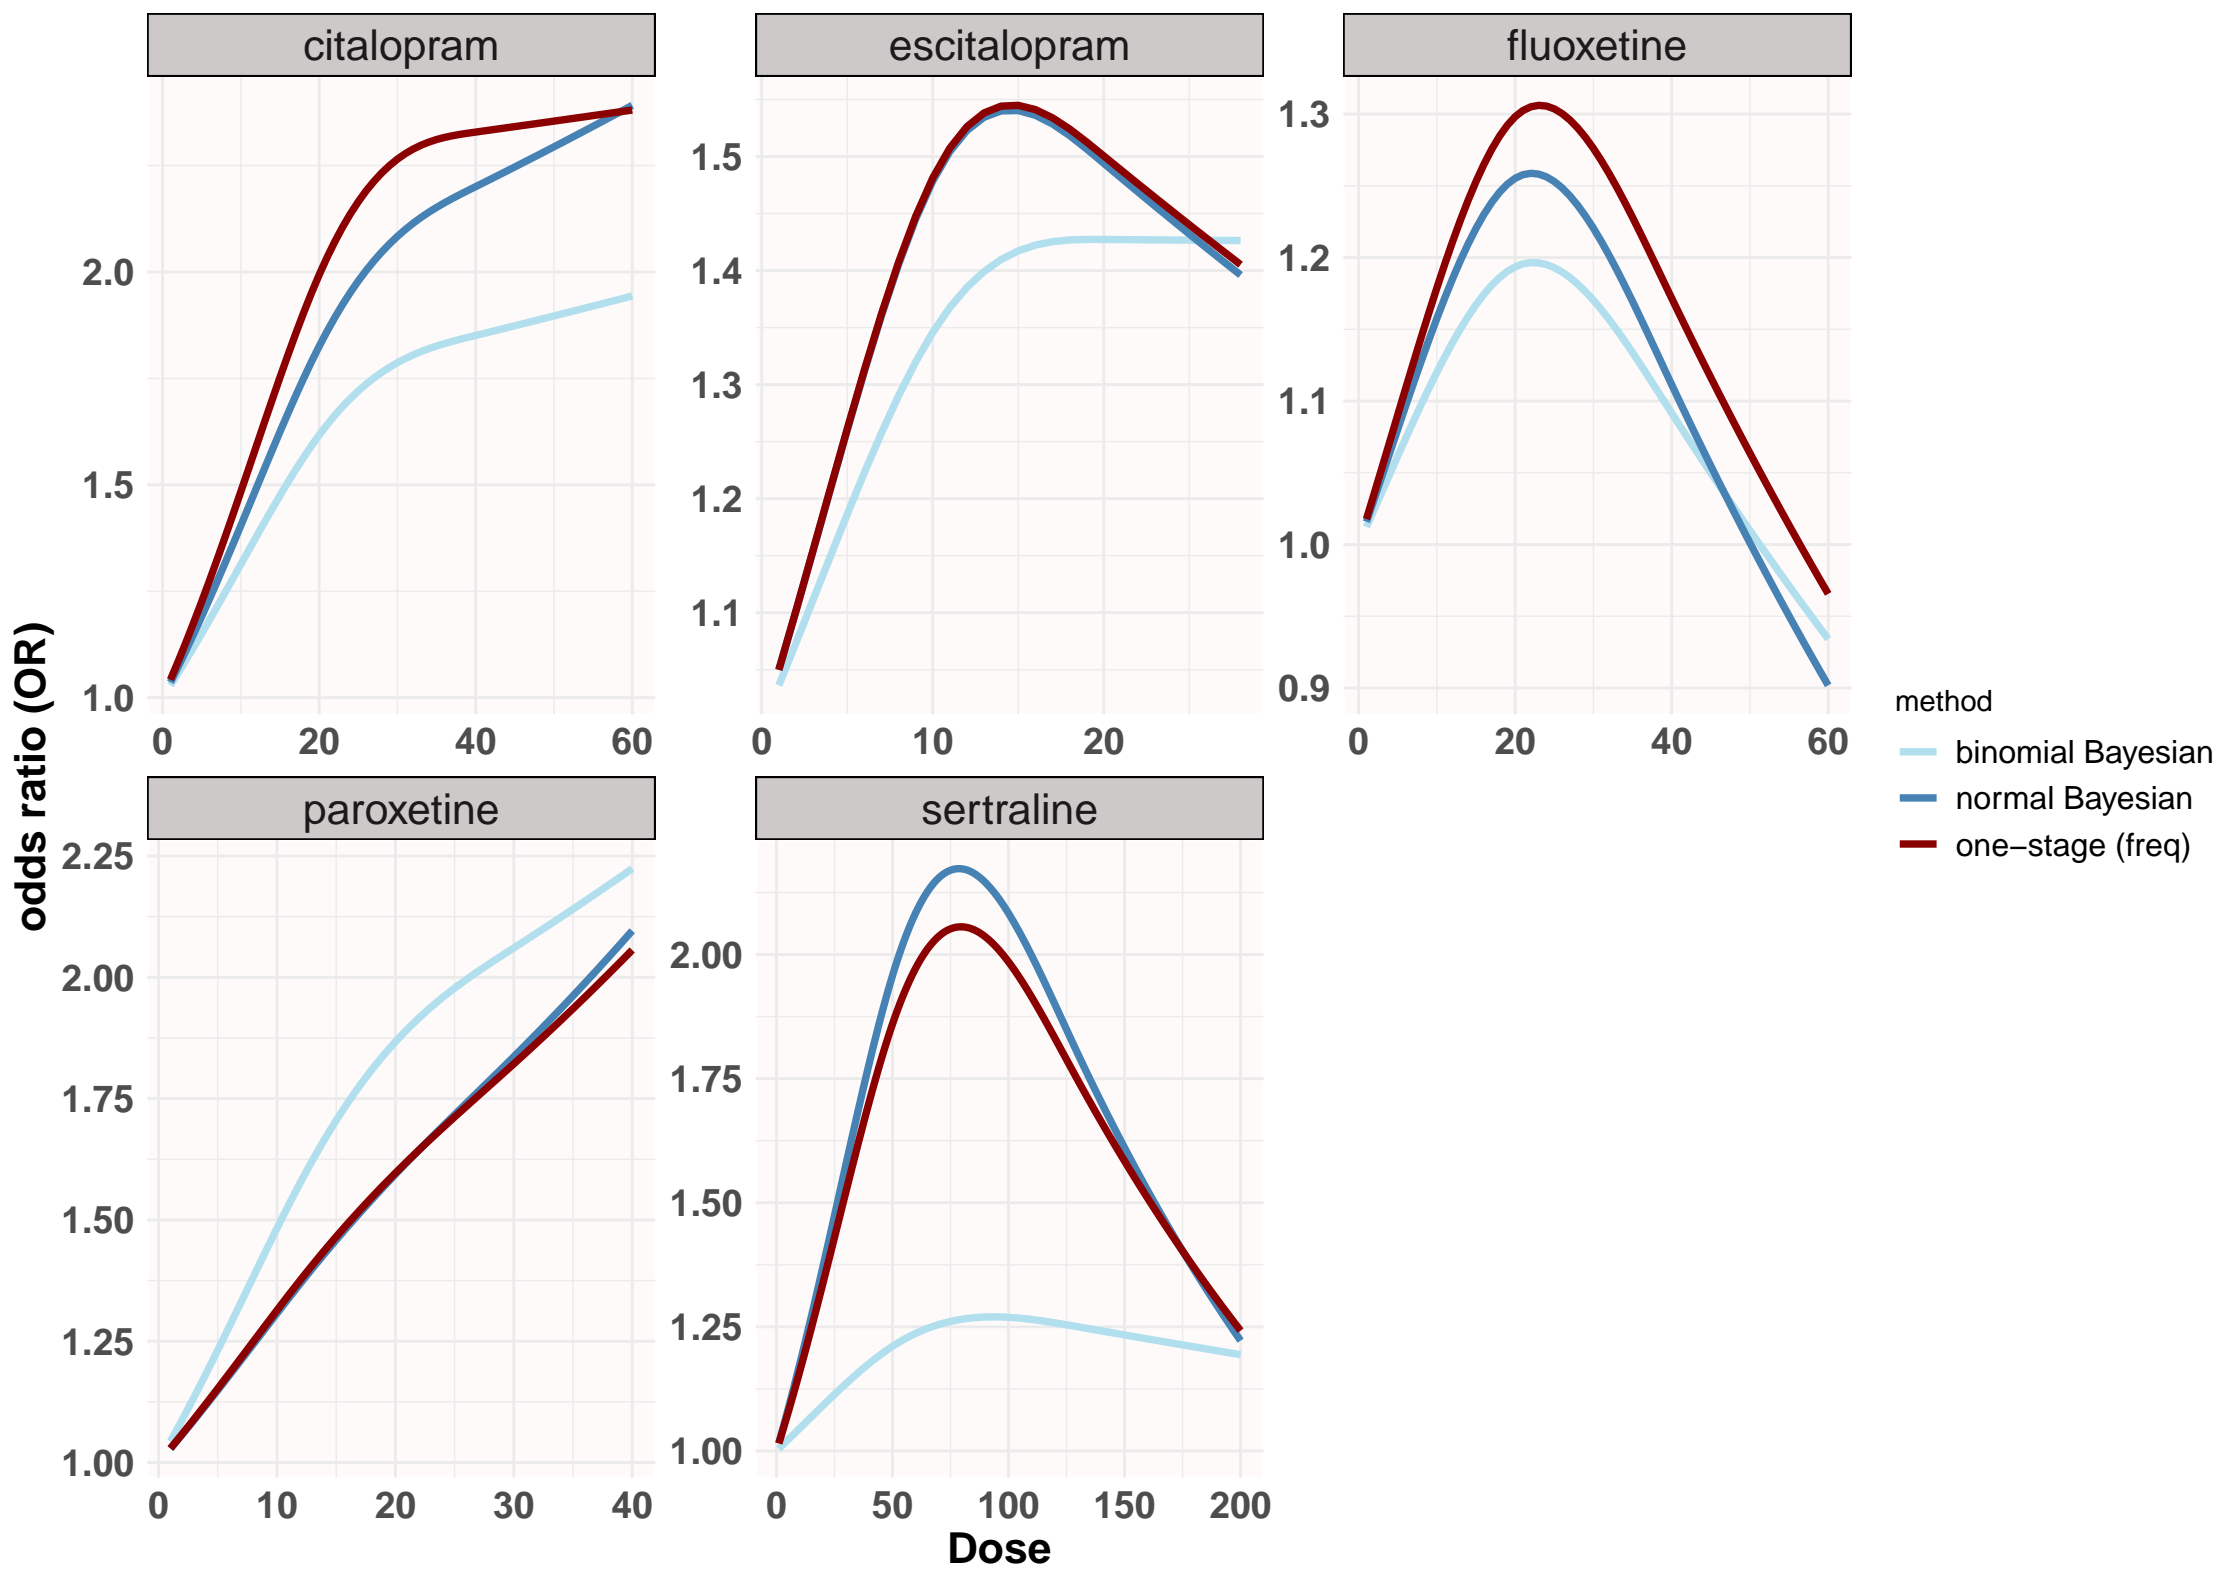 citalopram
escitalopram
fluoxetine
2.0
1.5
1.0
0 20 40 60
1.5
1.4
1.3
1.2
1.1
0 10 20
1.3
1.2
1.1
1.0
0.9
0 20 40 60
odds ratio (OR)
method
binomial Bayesian
normal Bayesian
one−stage (freq)
paroxetine
sertraline
2.25
2.00
1.75
1.50
1.25
1.00
0 10 20 30 40
2.00
1.75
1.50
1.25
1.00
0 50 100 150 200
Dose